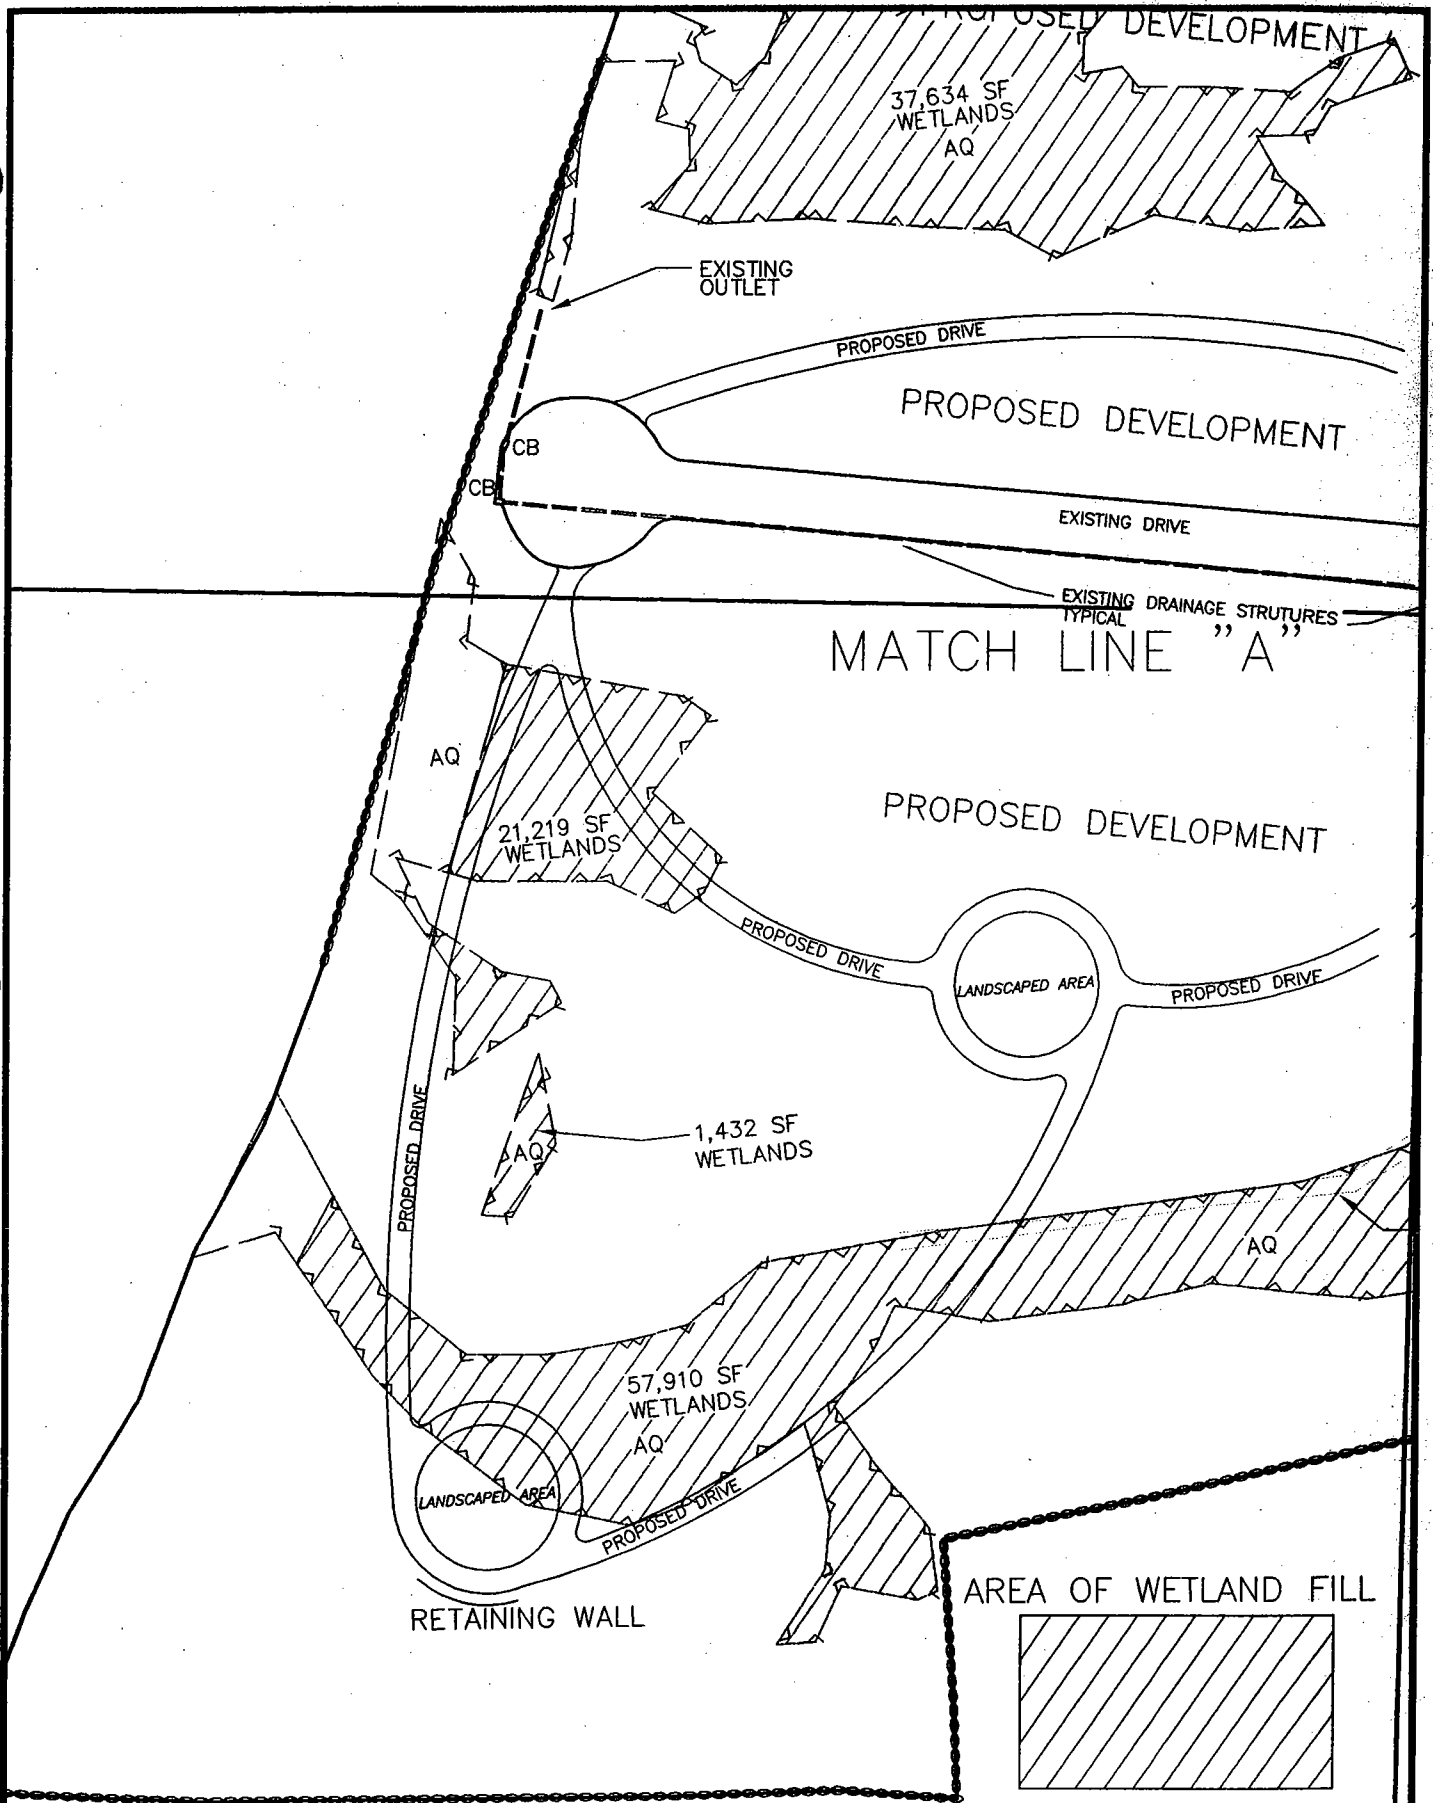 PROPOSED DEVELOPMENT
37,634 SF
WETLANDS
AQ
EXISTING
OUTLET
PROPOSED DRIVE
PROPOSED DEVELOPMENT
CB
CB
EXISTING DRIVE
EXISTING DRAINAGE STRUTURES
TYPICAL
MATCH LINE "A"
AQ
PROPOSED DEVELOPMENT
21,219 SF
WETLANDS
PROPOSED DRIVE
LANDSCAPED AREA
PROPOSED DRIVE
PROPOSED DRIVE
1,432 SF
WETLANDS
AQ
AQ
57,910 SF
WETLANDS
AQ
LANDSCAPED AREA
PROPOSED DRIVE
RETAINING WALL
AREA OF WETLAND FILL